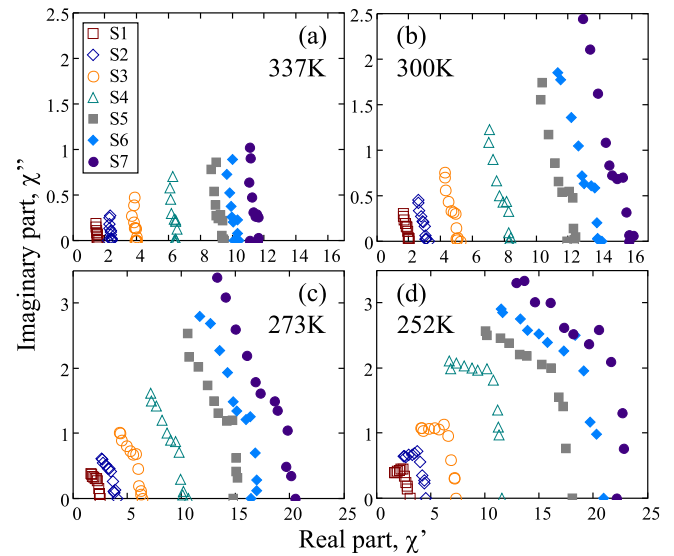 (a)
337K
(b)
300K
S1
S2
S3
S4
S5
S6
S7
2.5
2
1.5
1
0.5
0
0 2 4 6 8 10 12 14 16
2.5
2
1.5
1
0.5
0
0 2 4 6 8 10 12 14 16
(c)
273K
(d)
252K
3
2
1
0
0 5 10 15 20 25
3
2
1
0
0 5 10 15 20 25
Imaginary part, χ”
Real part, χ’